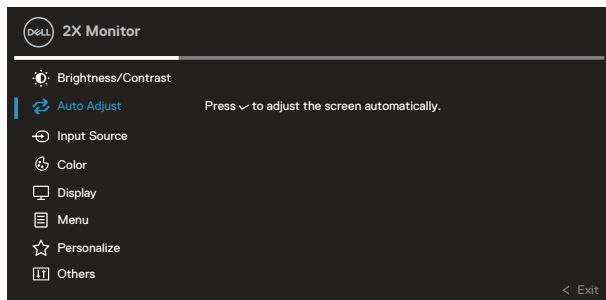 DELL 2X Monitor
Brightness/Contrast
Auto Adjust Press ✓ to adjust the screen automatically.
Input Source
Color
Display
Menu
Personalize
Others
< Exit